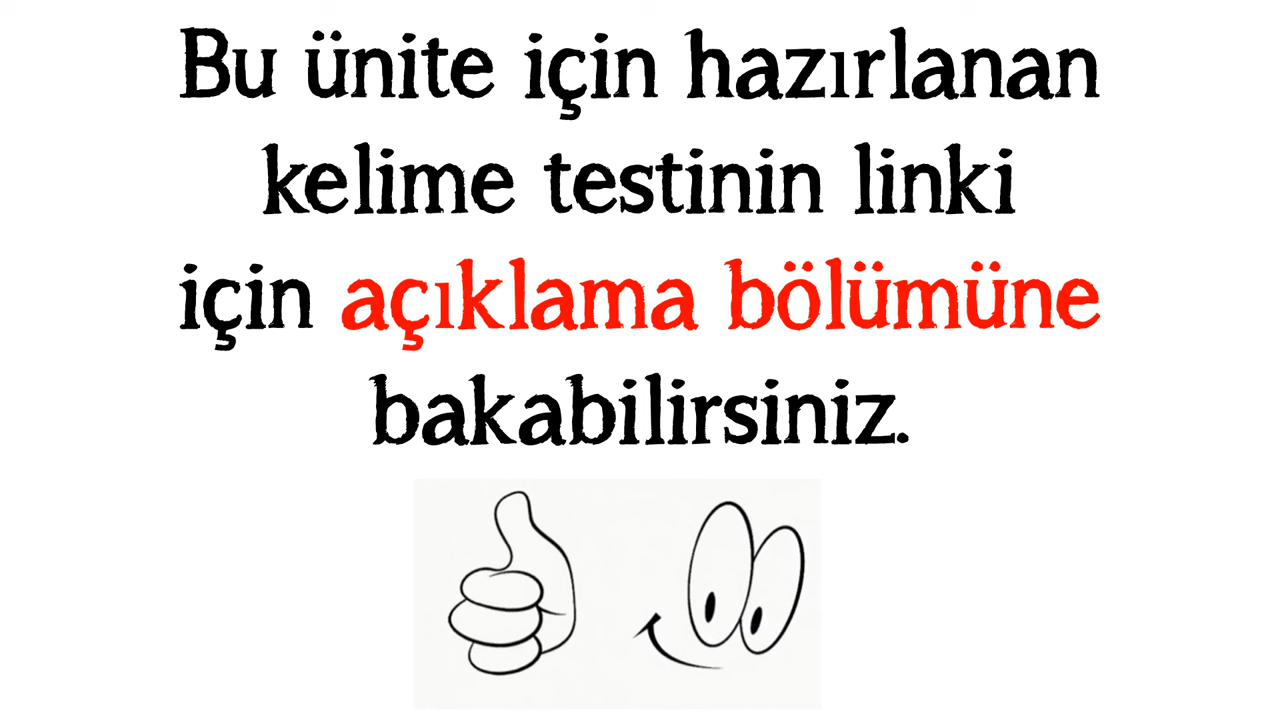 Bu ünite için hazırlanan
kelime testinin linki
için açıklama bölümüne
bakabilirsiniz.